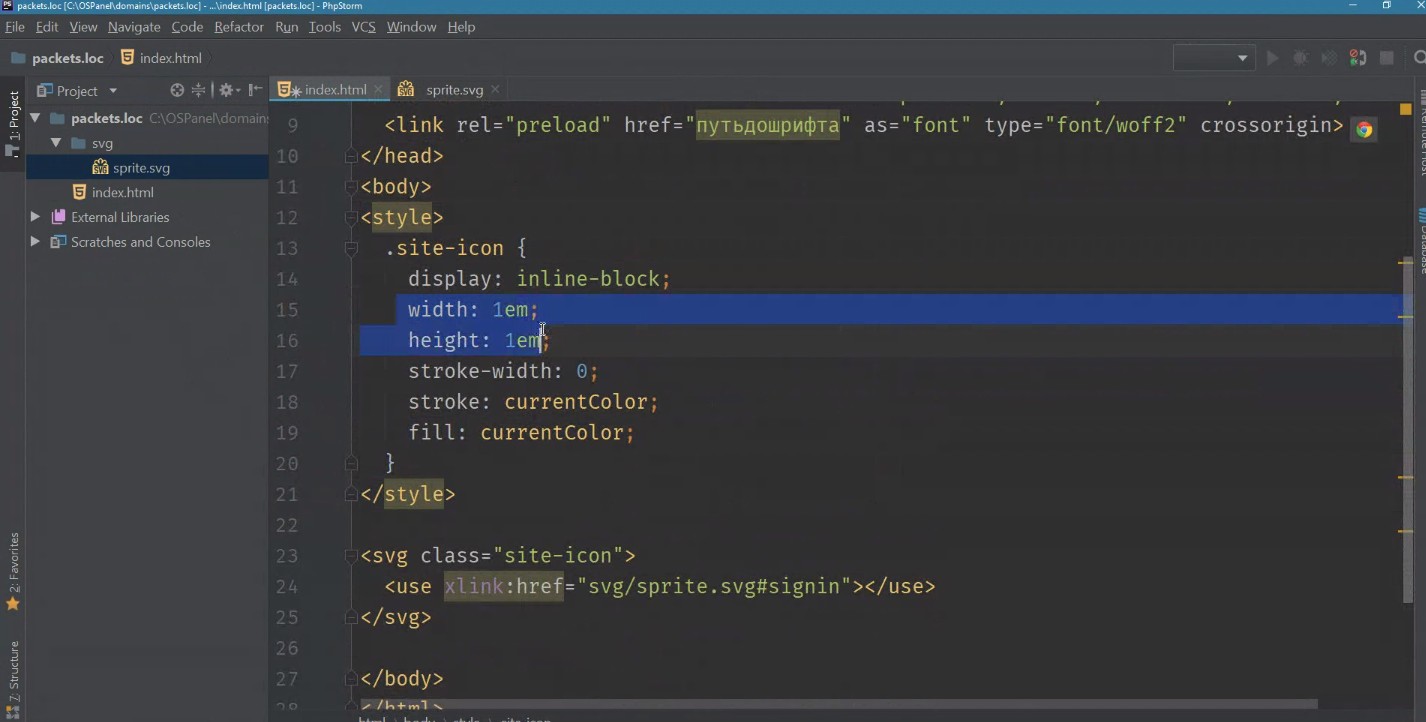 packets.loc [C:\OSPanel\domains\packets.loc] - ...\index.html [packets.loc] - PhpStorm
File Edit View Navigate Code Refactor Run Tools VCS Window Help
packets.loc index.html
1: Project
Project
index.html
sprite.svg
packets.loc C:\OSPanel\domains
svg
sprite.svg
index.html
External Libraries
Scratches and Consoles
2: Favorites
7: Structure
9 <link rel="preload" href="путьдошрифта" as="font" type="font/woff2" crossorigin>
10 </head>
11 <body>
12 <style>
13 .site-icon {
14 display: inline-block;
15 width: 1em;
16 height: 1em;
17 stroke-width: 0;
18 stroke: currentColor;
19 fill: currentColor;
20 }
21 </style>
22
23 <svg class="site-icon">
24 <use xlink:href="svg/sprite.svg#signin"></use>
25 </svg>
26
27 </body>
28 </html>
Database